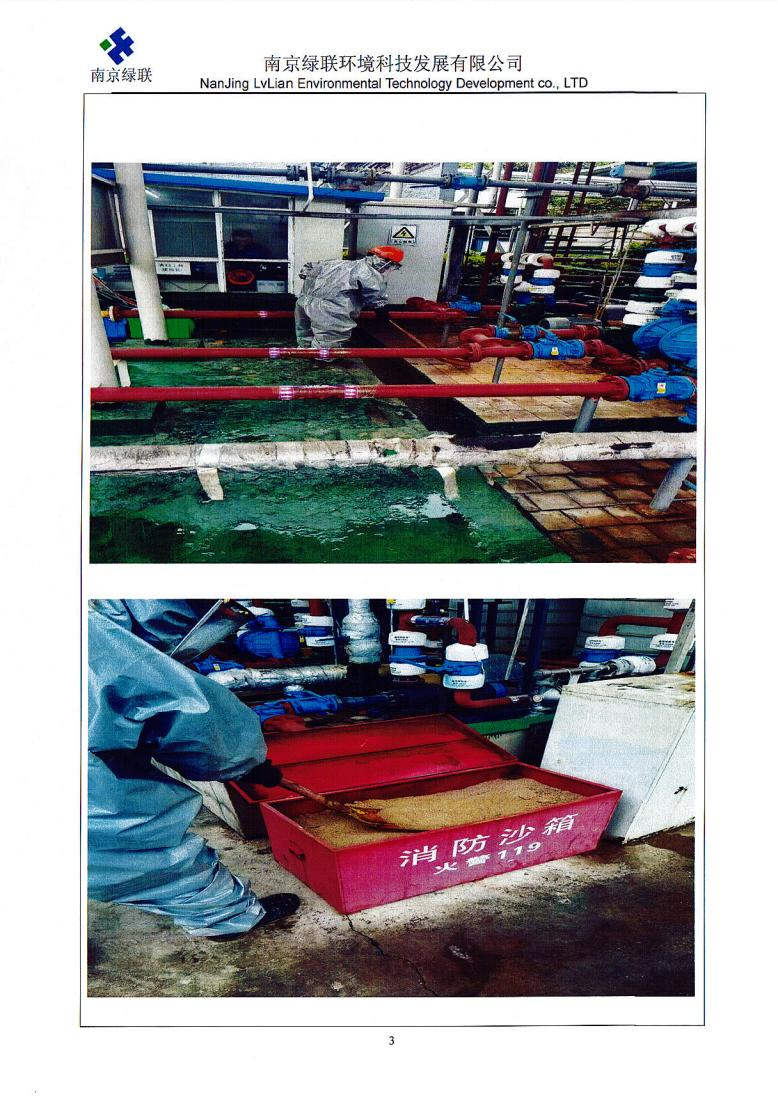 南京绿联
南京绿联环境科技发展有限公司
NanJing LvLian Environmental Technology Development co., LTD
消防沙箱
火警119
3